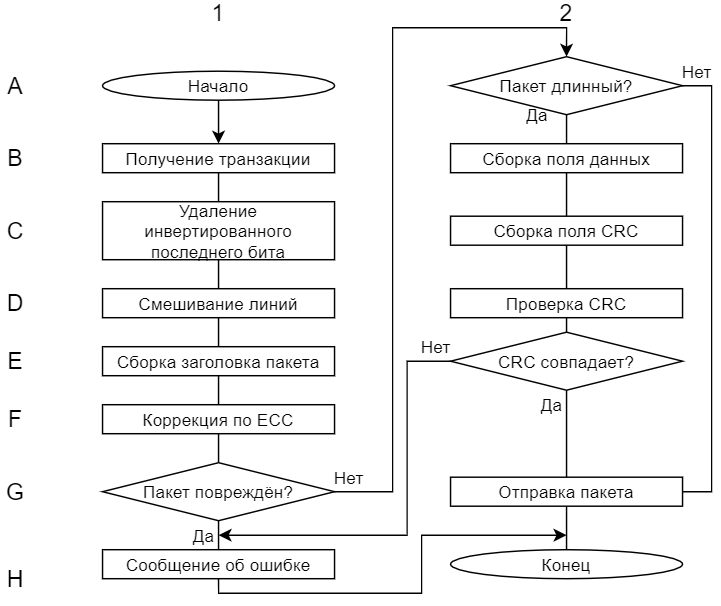 1
2
A
Начало
Пакет длинный?
Нет
Да
B
Получение транзакции
Сборка поля данных
C
Удаление
инвертированного
последнего бита
Сборка поля CRC
D
Смешивание линий
Проверка CRC
E
Сборка заголовка пакета
Нет
CRC совпадает?
Да
F
Коррекция по ECC
G
Пакет повреждён?
Нет
Да
Отправка пакета
H
Сообщение об ошибке
Конец